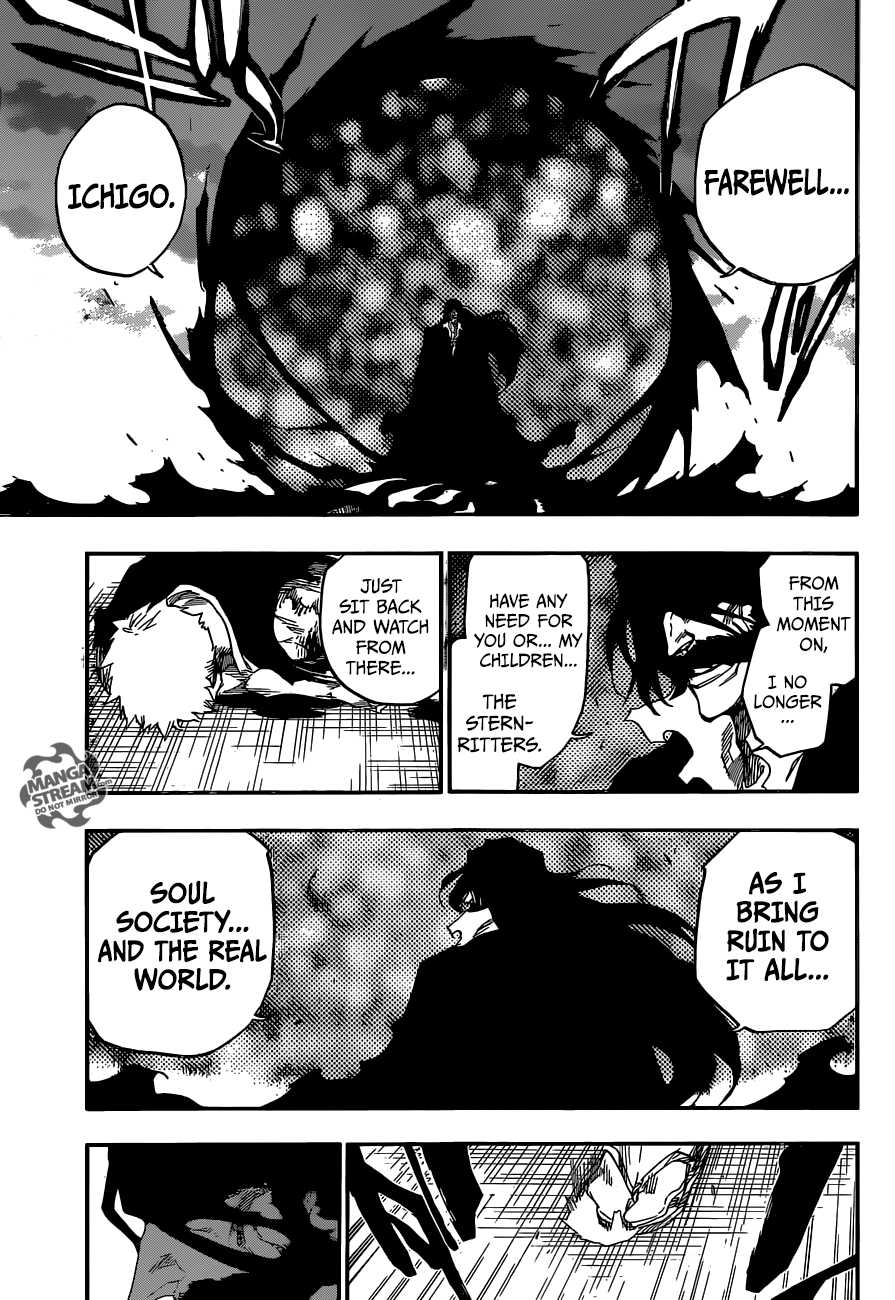 FAREWELL...
ICHIGO.
FROM
THIS
MOMENT
ON,
I NO
LONGER
...
HAVE ANY
NEED FOR
YOU OR... MY
CHILDREN...
THE
STERN-
RITTERS.
JUST
SIT BACK
AND WATCH
FROM
THERE...
MANGA
STREAM.com
DO NOT MIRROR
AS I
BRING
RUIN TO
IT ALL...
SOUL
SOCIETY...
AND THE REAL
WORLD.